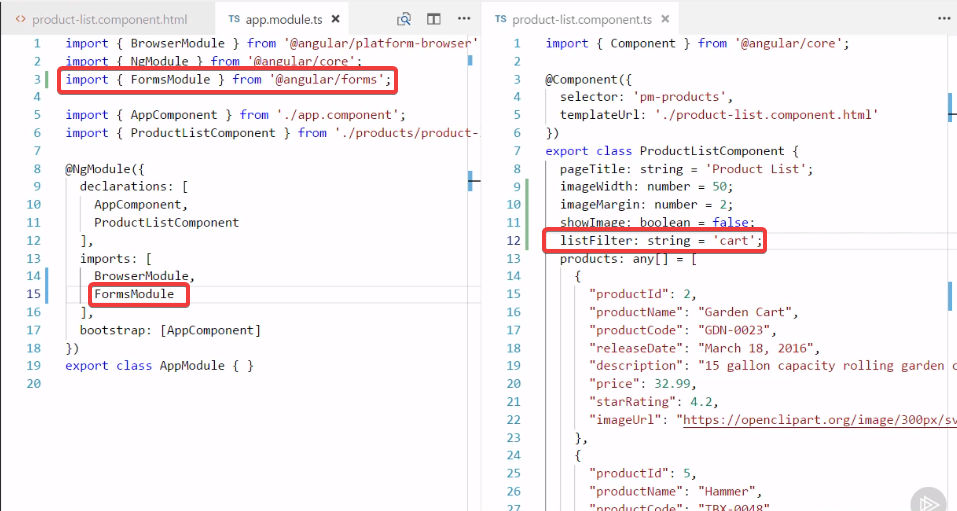 product-list.component.html
TS app.module.ts
1 import { BrowserModule } from '@angular/platform-browser'
2 import { NgModule } from '@angular/core';
3 import { FormsModule } from '@angular/forms';
4
5 import { AppComponent } from './app.component';
6 import { ProductListComponent } from './products/product-
7
8 @NgModule({
9 declarations: [
10 AppComponent,
11 ProductListComponent
12 ],
13 imports: [
14 BrowserModule,
15 FormsModule
16 ],
17 bootstrap: [AppComponent]
18 })
19 export class AppModule { }
20
TS product-list.component.ts
1 import { Component } from '@angular/core';
2
3 @Component({
4 selector: 'pm-products',
5 templateUrl: './product-list.component.html'
6 })
7 export class ProductListComponent {
8 pageTitle: string = 'Product List';
9 imageWidth: number = 50;
10 imageMargin: number = 2;
11 showImage: boolean = false;
12 listFilter: string = 'cart';
13 products: any[] = [
14 {
15 "productId": 2,
16 "productName": "Garden Cart",
17 "productCode": "GDN-0023",
18 "releaseDate": "March 18, 2016",
19 "description": "15 gallon capacity rolling garden c
20 "price": 32.99,
21 "starRating": 4.2,
22 "imageUrl": "https://openclipart.org/image/300px/sv
23 },
24 {
25 "productId": 5,
26 "productName": "Hammer",
27 "productCode": "TBX-0048",